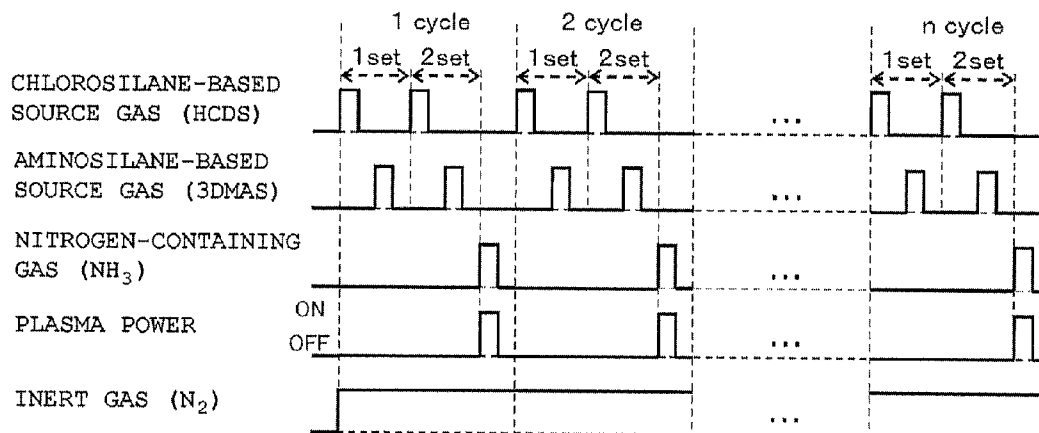 1 cycle 2 cycle n cycle
1set 2set 1set 2set 1set 2set
CHLOROSILANE-BASED
SOURCE GAS (HCDS)
...
AMINOSILANE-BASED
SOURCE GAS (3DMAS)
...
NITROGEN-CONTAINING
GAS (NH₃)
...
ON
PLASMA POWER
OFF
...
INERT GAS (N₂)
...